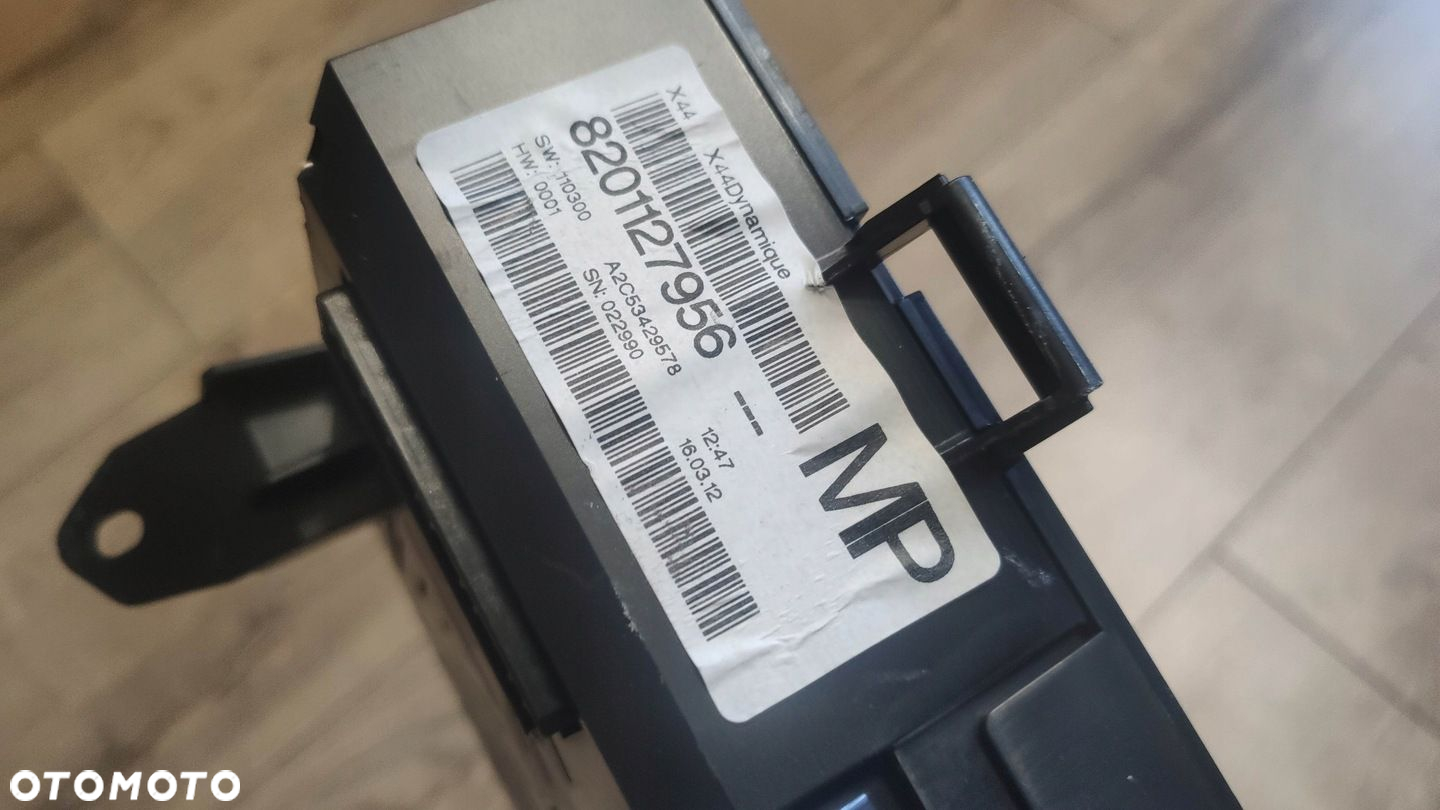 X44 X44Dynamique
8201127956 --- MP
SW: 110300 A2C53429578 12:47
HW: 0001 SN: 022990 16.03.12
OTOMOTO